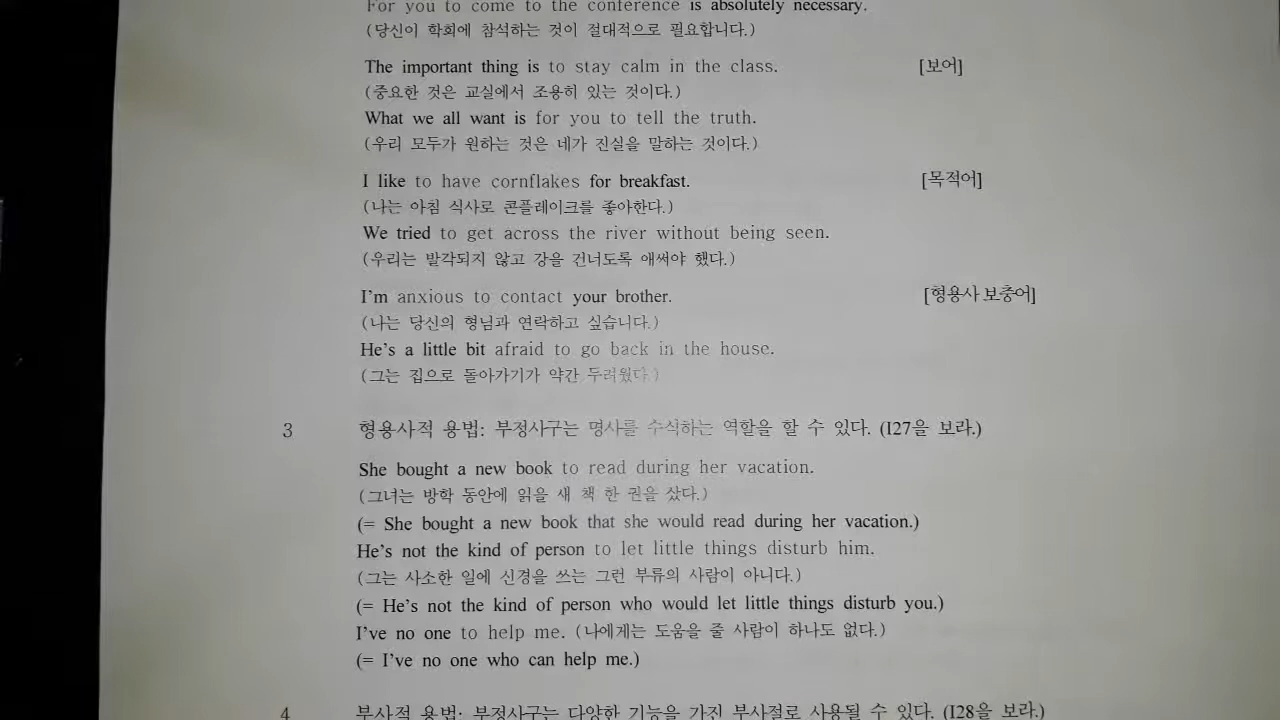 For you to come to the conference is absolutely necessary.
(당신이 학회에 참석하는 것이 절대적으로 필요합니다.)
The important thing is to stay calm in the class. [보어]
(중요한 것은 교실에서 조용히 있는 것이다.)
What we all want is for you to tell the truth.
(우리 모두가 원하는 것은 네가 진실을 말하는 것이다.)
I like to have cornflakes for breakfast. [목적어]
(나는 아침 식사로 콘플레이크를 좋아한다.)
We tried to get across the river without being seen.
(우리는 발각되지 않고 강을 건너도록 애써야 했다.)
I'm anxious to contact your brother. [형용사 보충어]
(나는 당신의 형님과 연락하고 싶습니다.)
He's a little bit afraid to go back in the house.
(그는 집으로 돌아가기가 약간 두려웠다.)
3 형용사적 용법: 부정사구는 명사를 수식하는 역할을 할 수 있다. (I27을 보라.)
She bought a new book to read during her vacation.
(그녀는 방학 동안에 읽을 새 책 한 권을 샀다.)
(= She bought a new book that she would read during her vacation.)
He's not the kind of person to let little things disturb him.
(그는 사소한 일에 신경을 쓰는 그런 부류의 사람이 아니다.)
(= He's not the kind of person who would let little things disturb you.)
I've no one to help me. (나에게는 도움을 줄 사람이 하나도 없다.)
(= I've no one who can help me.)
4 부사적 용법: 부정사구는 다양한 기능을 가진 부사절로 사용될 수 있다. (I28을 보라.)